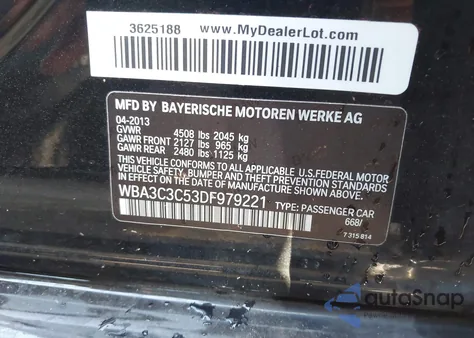 3625188 www.MyDealerLot.com
MFD BY BAYERISCHE MOTOREN WERKE AG
04-2013
GVWR 4508 lbs 2045 kg
GAWR FRONT 2127 lbs 965 kg
GAWR REAR 2480 lbs 1125 kg
THIS VEHICLE CONFORMS TO ALL APPLICABLE U.S. FEDERAL MOTOR
VEHICLE SAFETY, BUMPER, AND THEFT PREVENTION STANDARDS
IN EFFECT ON THE DATE OF MANUFACTURE SHOWN ABOVE.
WBA3C3C53DF979221 TYPE: PASSENGER CAR
668/
7 315 814
autoSnap